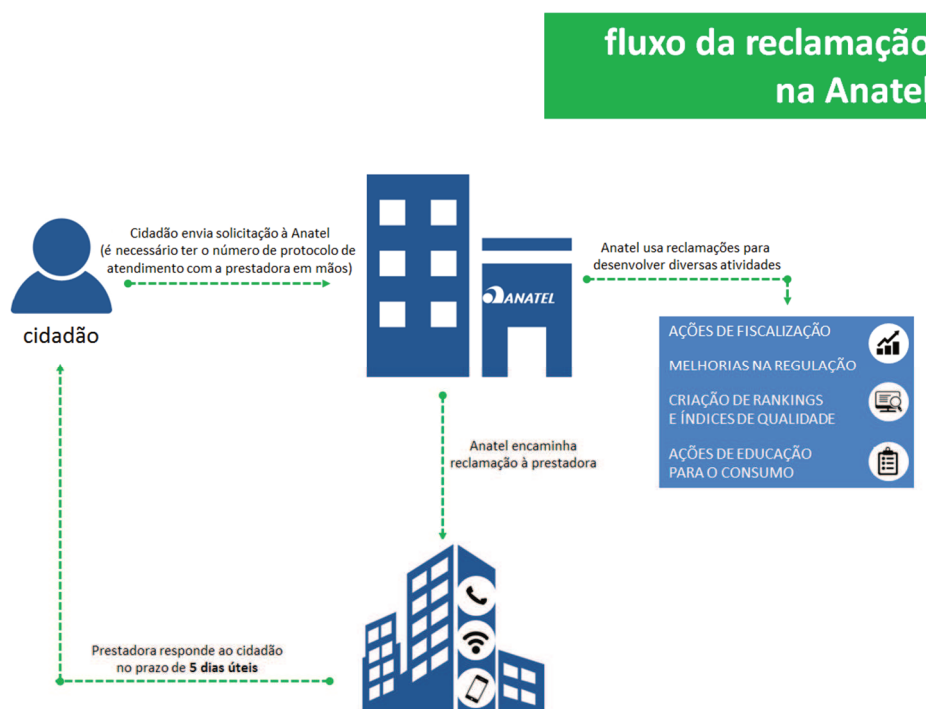 fluxo da reclamação
na Anatel
Cidadão envia solicitação à Anatel
(é necessário ter o número de protocolo de
atendimento com a prestadora em mãos)
cidadão
ANATEL
Anatel usa reclamações para
desenvolver diversas atividades
AÇÕES DE FISCALIZAÇÃO
MELHORIAS NA REGULAÇÃO
CRIAÇÃO DE RANKINGS
E ÍNDICES DE QUALIDADE
AÇÕES DE EDUCAÇÃO
PARA O CONSUMO
Anatel encaminha
reclamação à prestadora
Prestadora responde ao cidadão
no prazo de 5 dias úteis